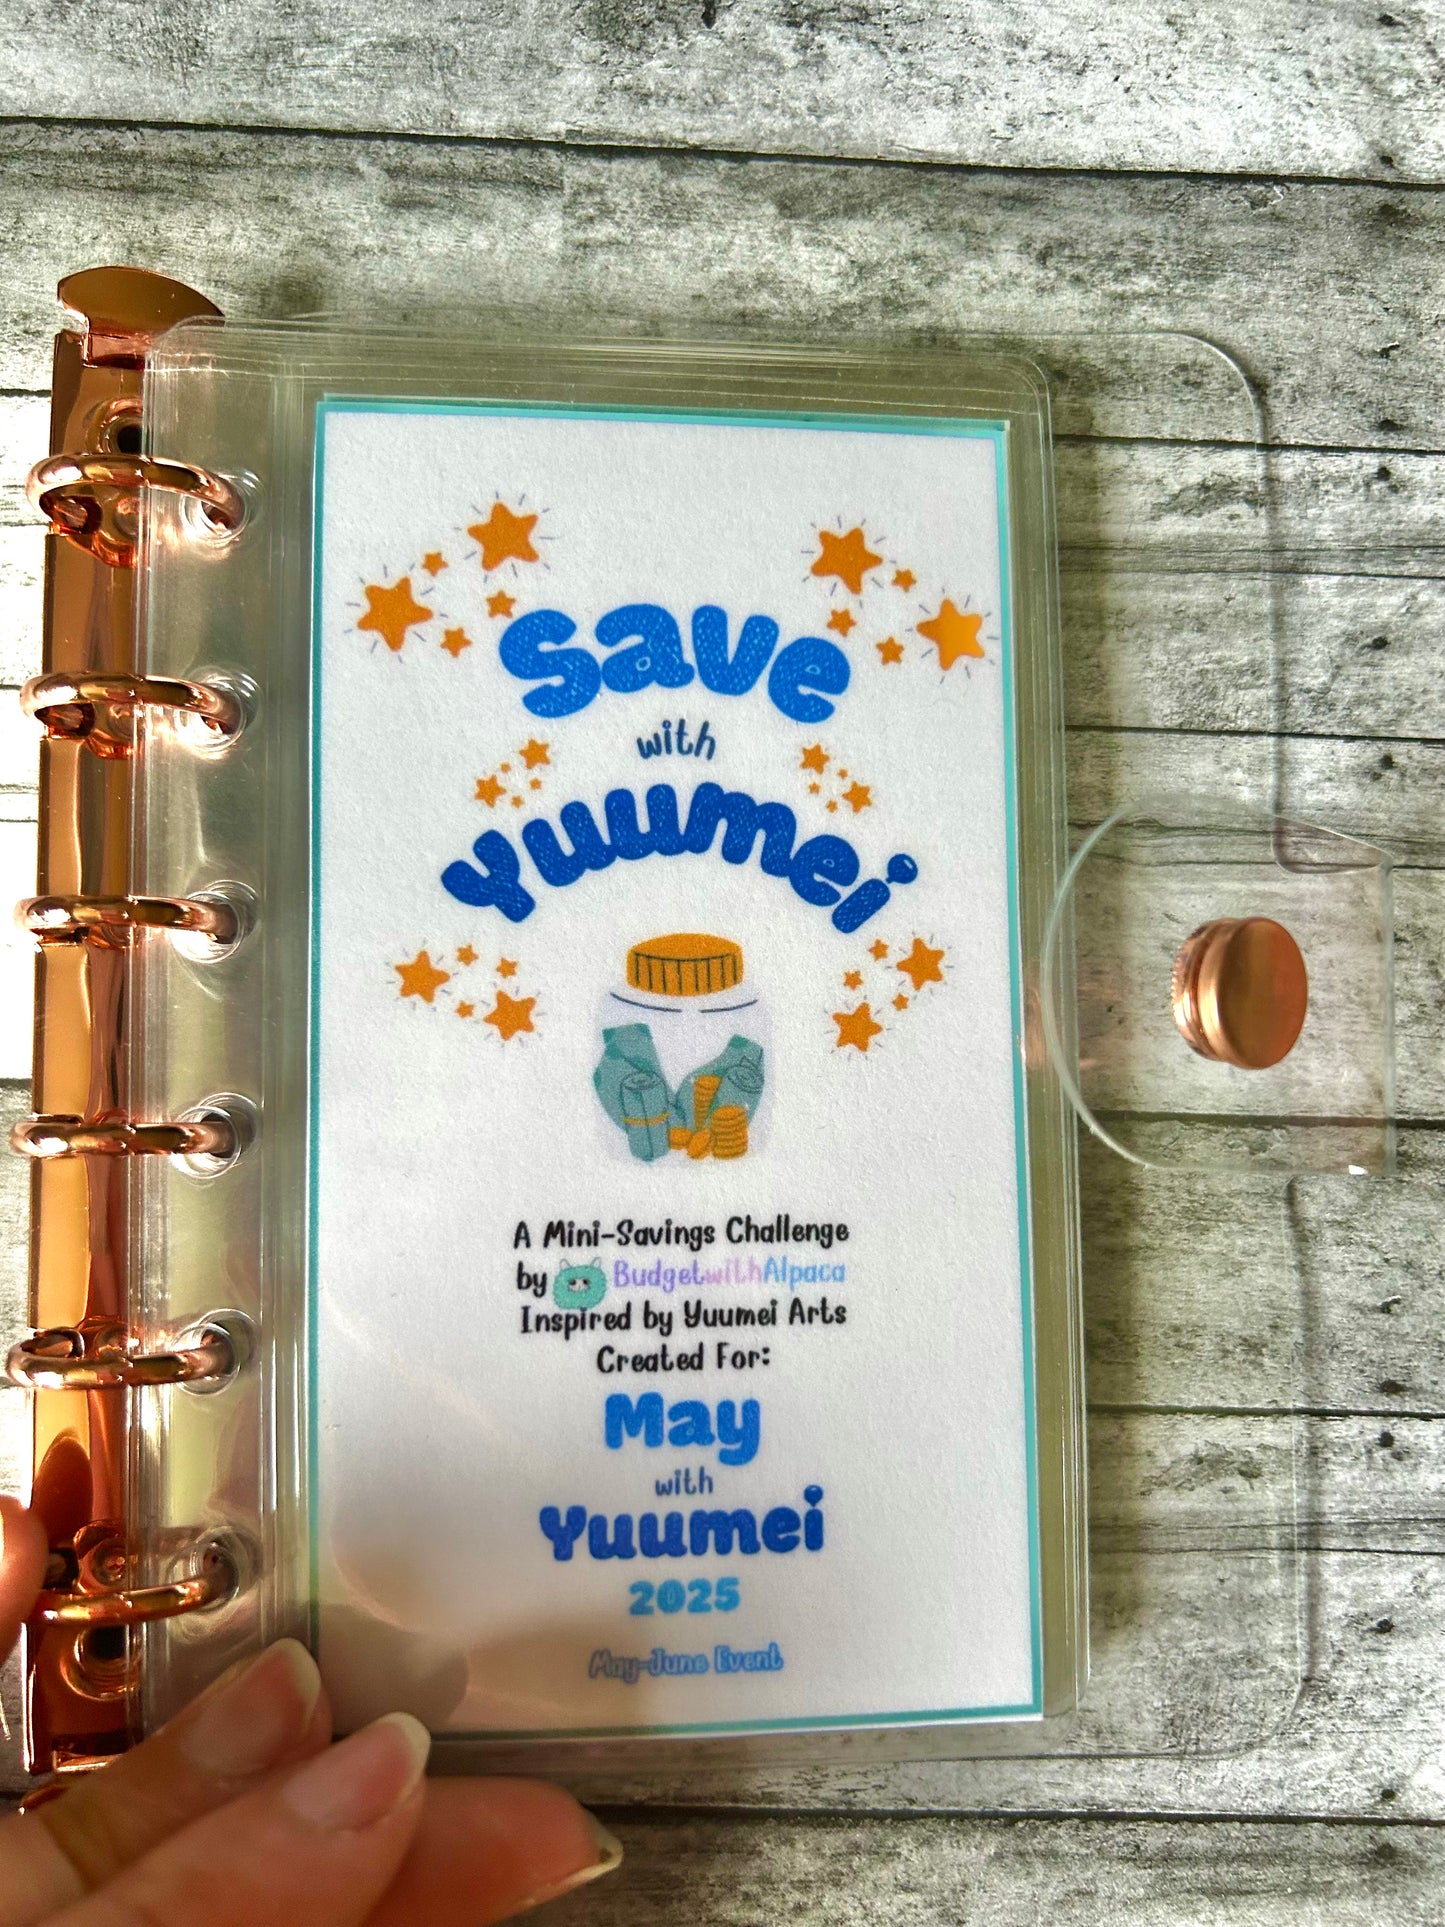 Save
with
Yuumei
A Mini-Savings Challenge
by BudgetwithAlpaca
Inspired by Yuumei Arts
Created For:
May
with
Yuumei
2025
May-June Event